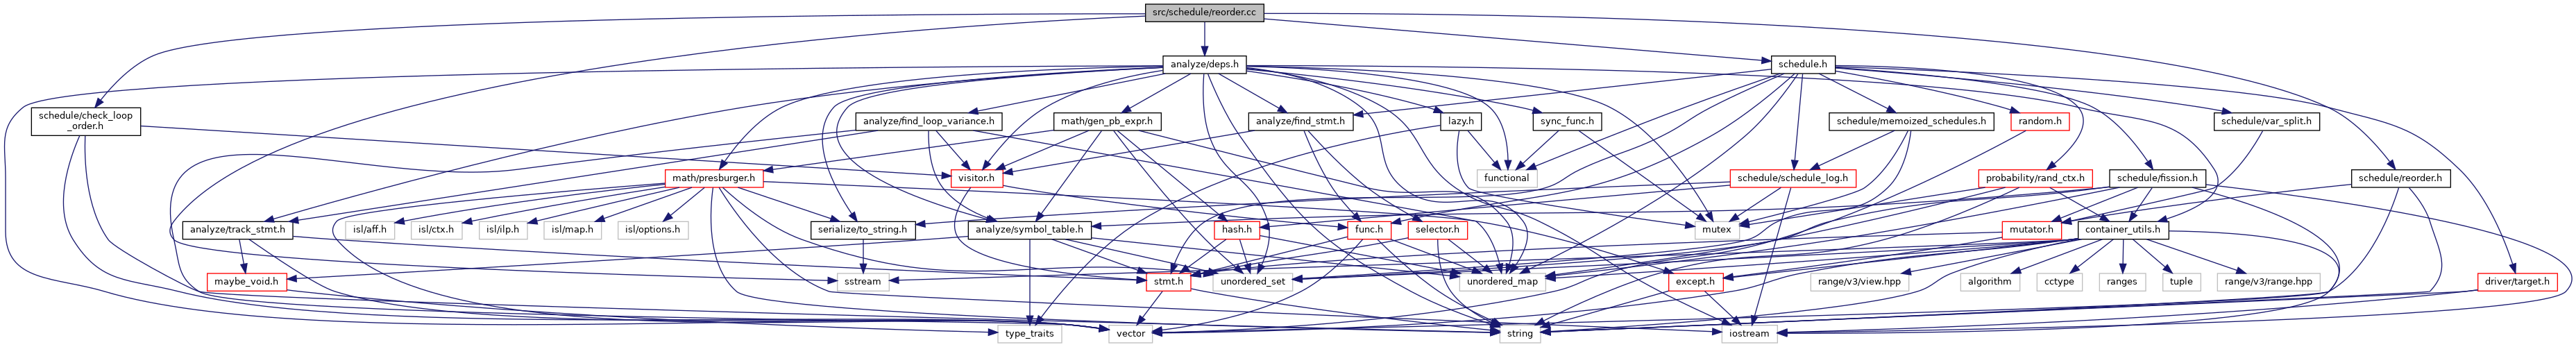 src/schedule/reorder.cc
analyze/deps.h
schedule.h
schedule/check_loop
_order.h
analyze/find_loop_variance.h
math/gen_pb_expr.h
analyze/find_stmt.h
lazy.h
sync_func.h
schedule/memoized_schedules.h
random.h
schedule/var_split.h
math/presburger.h
visitor.h
functional
schedule/schedule_log.h
probability/rand_ctx.h
schedule/fission.h
schedule/reorder.h
analyze/track_stmt.h
isl/aff.h
isl/ctx.h
isl/ilp.h
isl/map.h
isl/options.h
serialize/to_string.h
analyze/symbol_table.h
hash.h
func.h
selector.h
mutex
mutator.h
container_utils.h
maybe_void.h
sstream
stmt.h
unordered_set
unordered_map
except.h
range/v3/view.hpp
algorithm
cctype
ranges
tuple
range/v3/range.hpp
driver/target.h
type_traits
vector
string
iostream